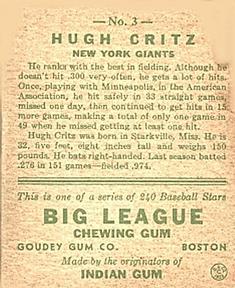 — No. 3 —
HUGH CRITZ
NEW YORK GIANTS
He ranks with the best in fielding. Although he
doesn't hit .300 very often, he gets a lot of hits.
Once, playing with Minneapolis, in the American
Association, he hit safely in 33 straight games,
missed one day, then continued to get hits in 15
more games, making a total of only one game in
49 when he missed getting at least one hit.
Hugh Critz was born in Starkville, Miss. He is
32, five feet, eight inches tall and weighs 150
pounds. He bats right-handed. Last season batted
.276 in 151 games—fielded .974.
This is one of a series of 240 Baseball Stars
BIG LEAGUE
CHEWING GUM
GOUDEY GUM CO. BOSTON
Made by the originators of
INDIAN GUM